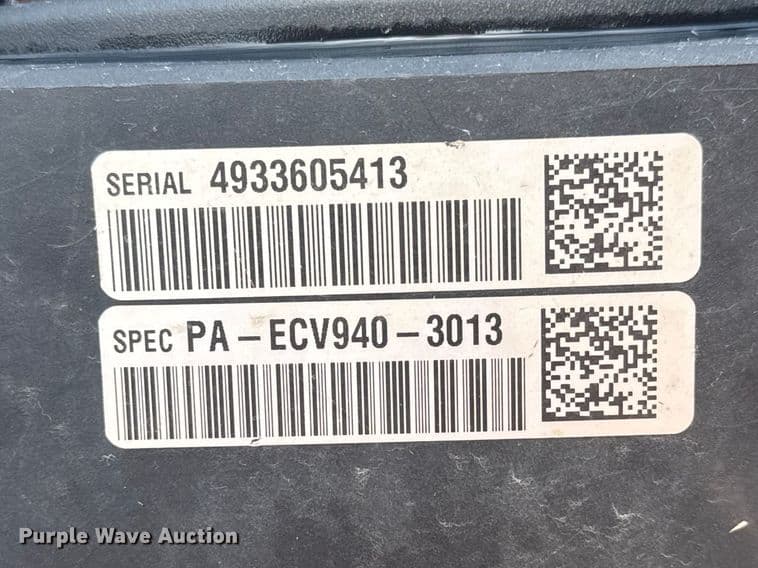 SERIAL 4933605413
SPEC PA - ECV940 - 3013
Purple Wave Auction